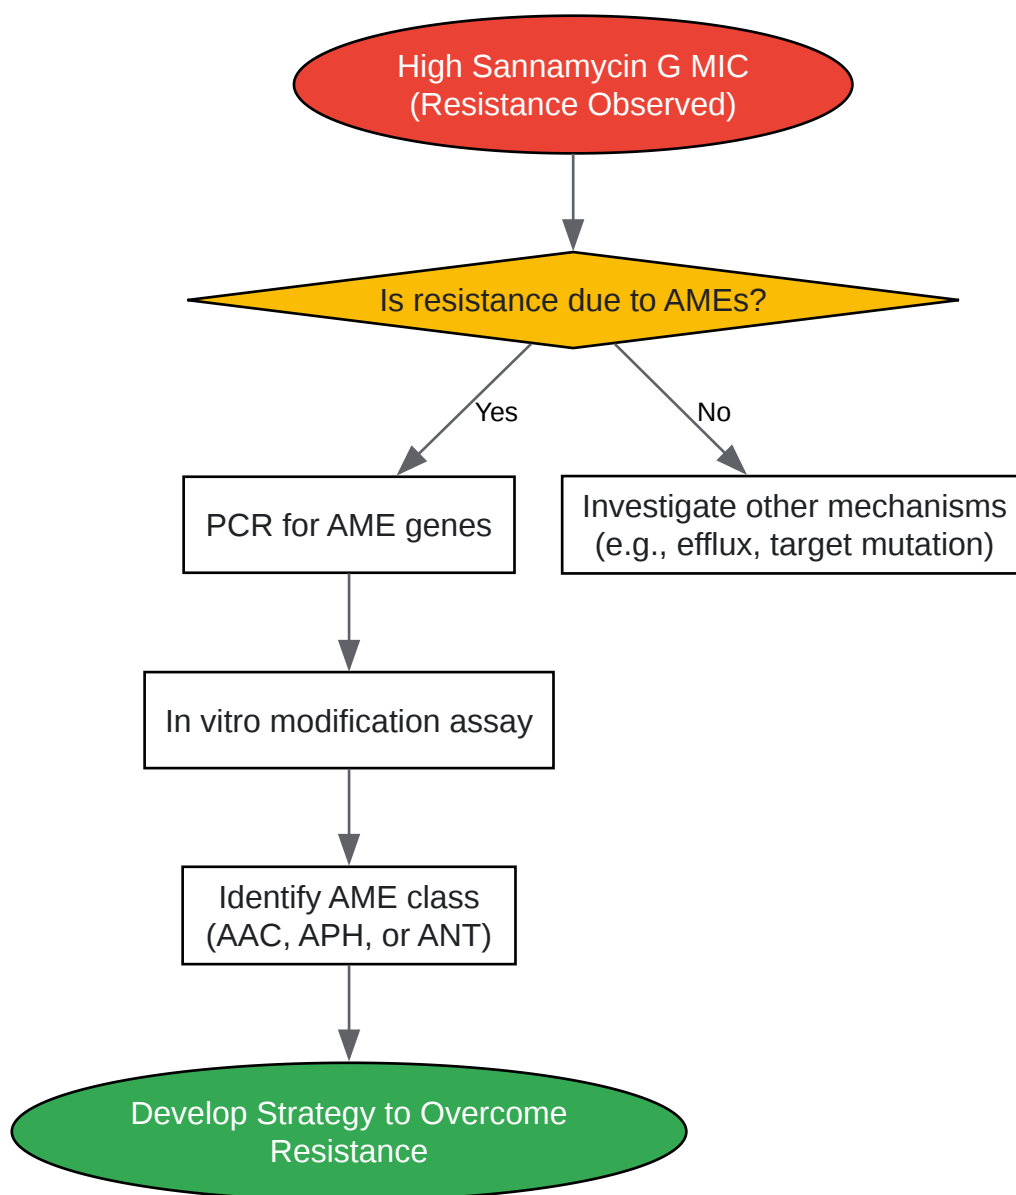 High Sannamycin G MIC
(Resistance Observed)
Is resistance due to AMEs?
Yes
No
PCR for AME genes
Investigate other mechanisms
(e.g., efflux, target mutation)
In vitro modification assay
Identify AME class
(AAC, APH, or ANT)
Develop Strategy to Overcome
Resistance